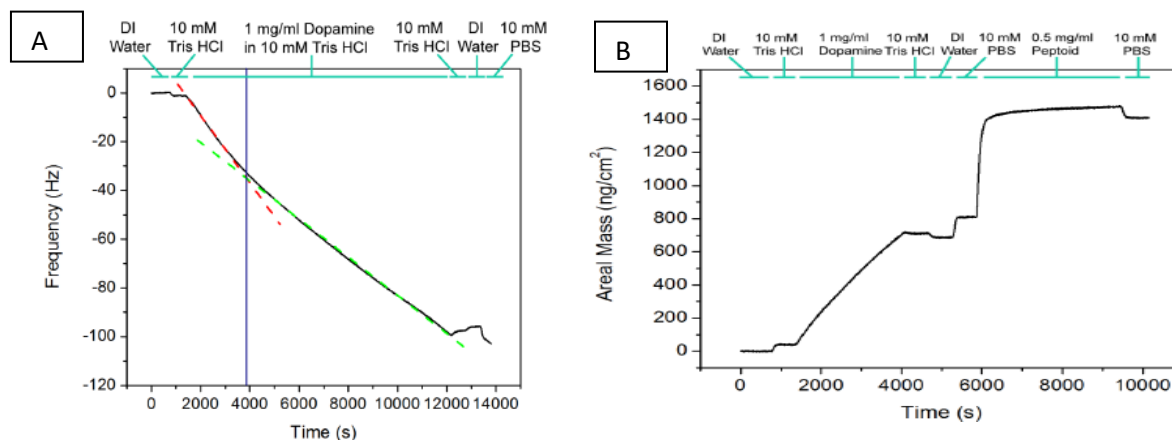 A
DI Water
10 mM Tris HCl
1 mg/ml Dopamine in 10 mM Tris HCl
10 mM Tris HCl
DI Water
10 mM PBS
0
-20
-40
-60
-80
-100
-120
Frequency (Hz)
0 2000 4000 6000 8000 10000 12000 14000
Time (s)
B
DI Water
10 mM Tris HCl
1 mg/ml Dopamine
10 mM Tris HCl
DI Water
10 mM PBS
0.5 mg/ml Peptoid
10 mM PBS
1600
1400
1200
1000
800
600
400
200
0
Areal Mass (ng/cm²)
0 2000 4000 6000 8000 10000
Time (s)